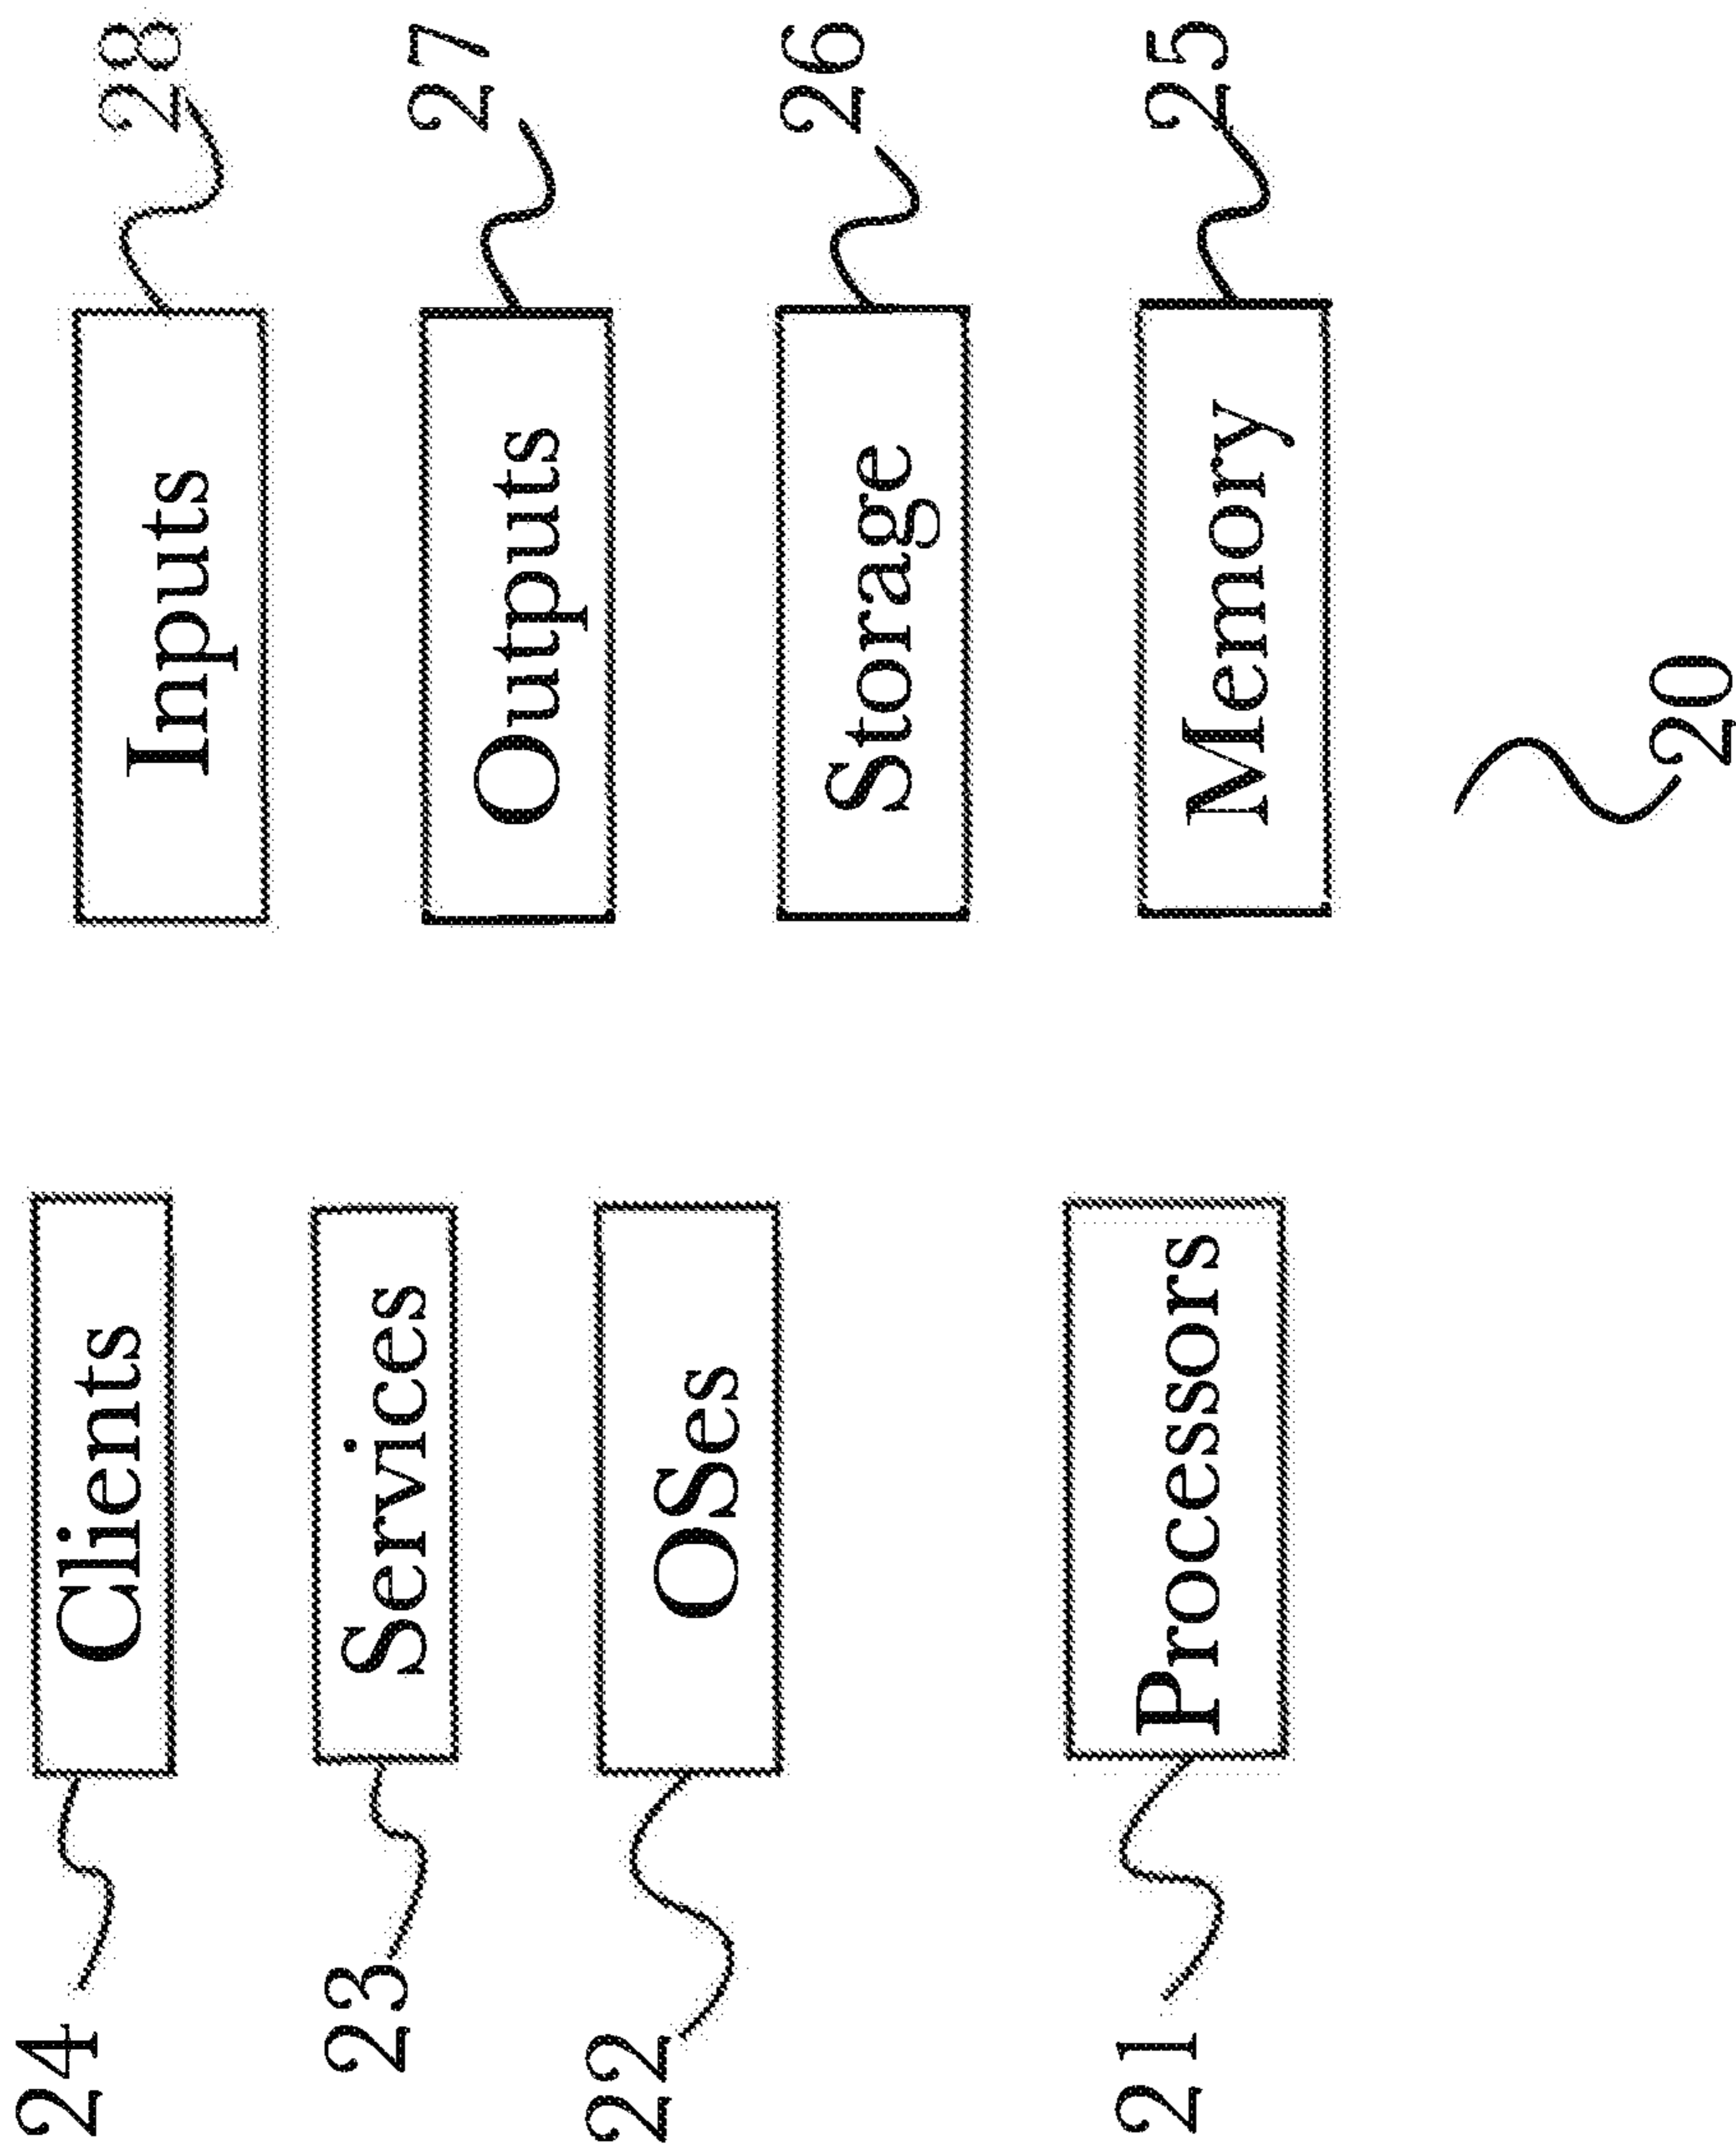 24 Clients Inputs 28
23 Services Outputs 27
22 OSes Storage 26
21 Processors Memory 25
20